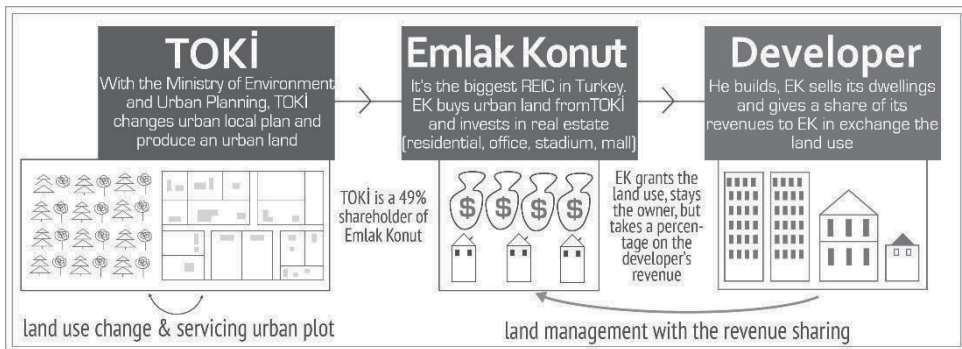 TOKİ
With the Ministry of Environment
and Urban Planning, TOKİ
changes urban local plan and
produce an urban land
Emlak Konut
It's the biggest REIC in Turkey.
EK buys urban land fromTOKİ
and invests in real estate
(residential, office, stadium, mall)
Developer
He builds, EK sells its dwellings
and gives a share of its
revenues to EK in exchange the
land use
TOKİ is a 49%
shareholder of
Emlak Konut
$ $ $ $
EK grants the
land use, stays
the owner, but
takes a percen-
tage on the
developer's
revenue
land use change & servicing urban plot
land management with the revenue sharing